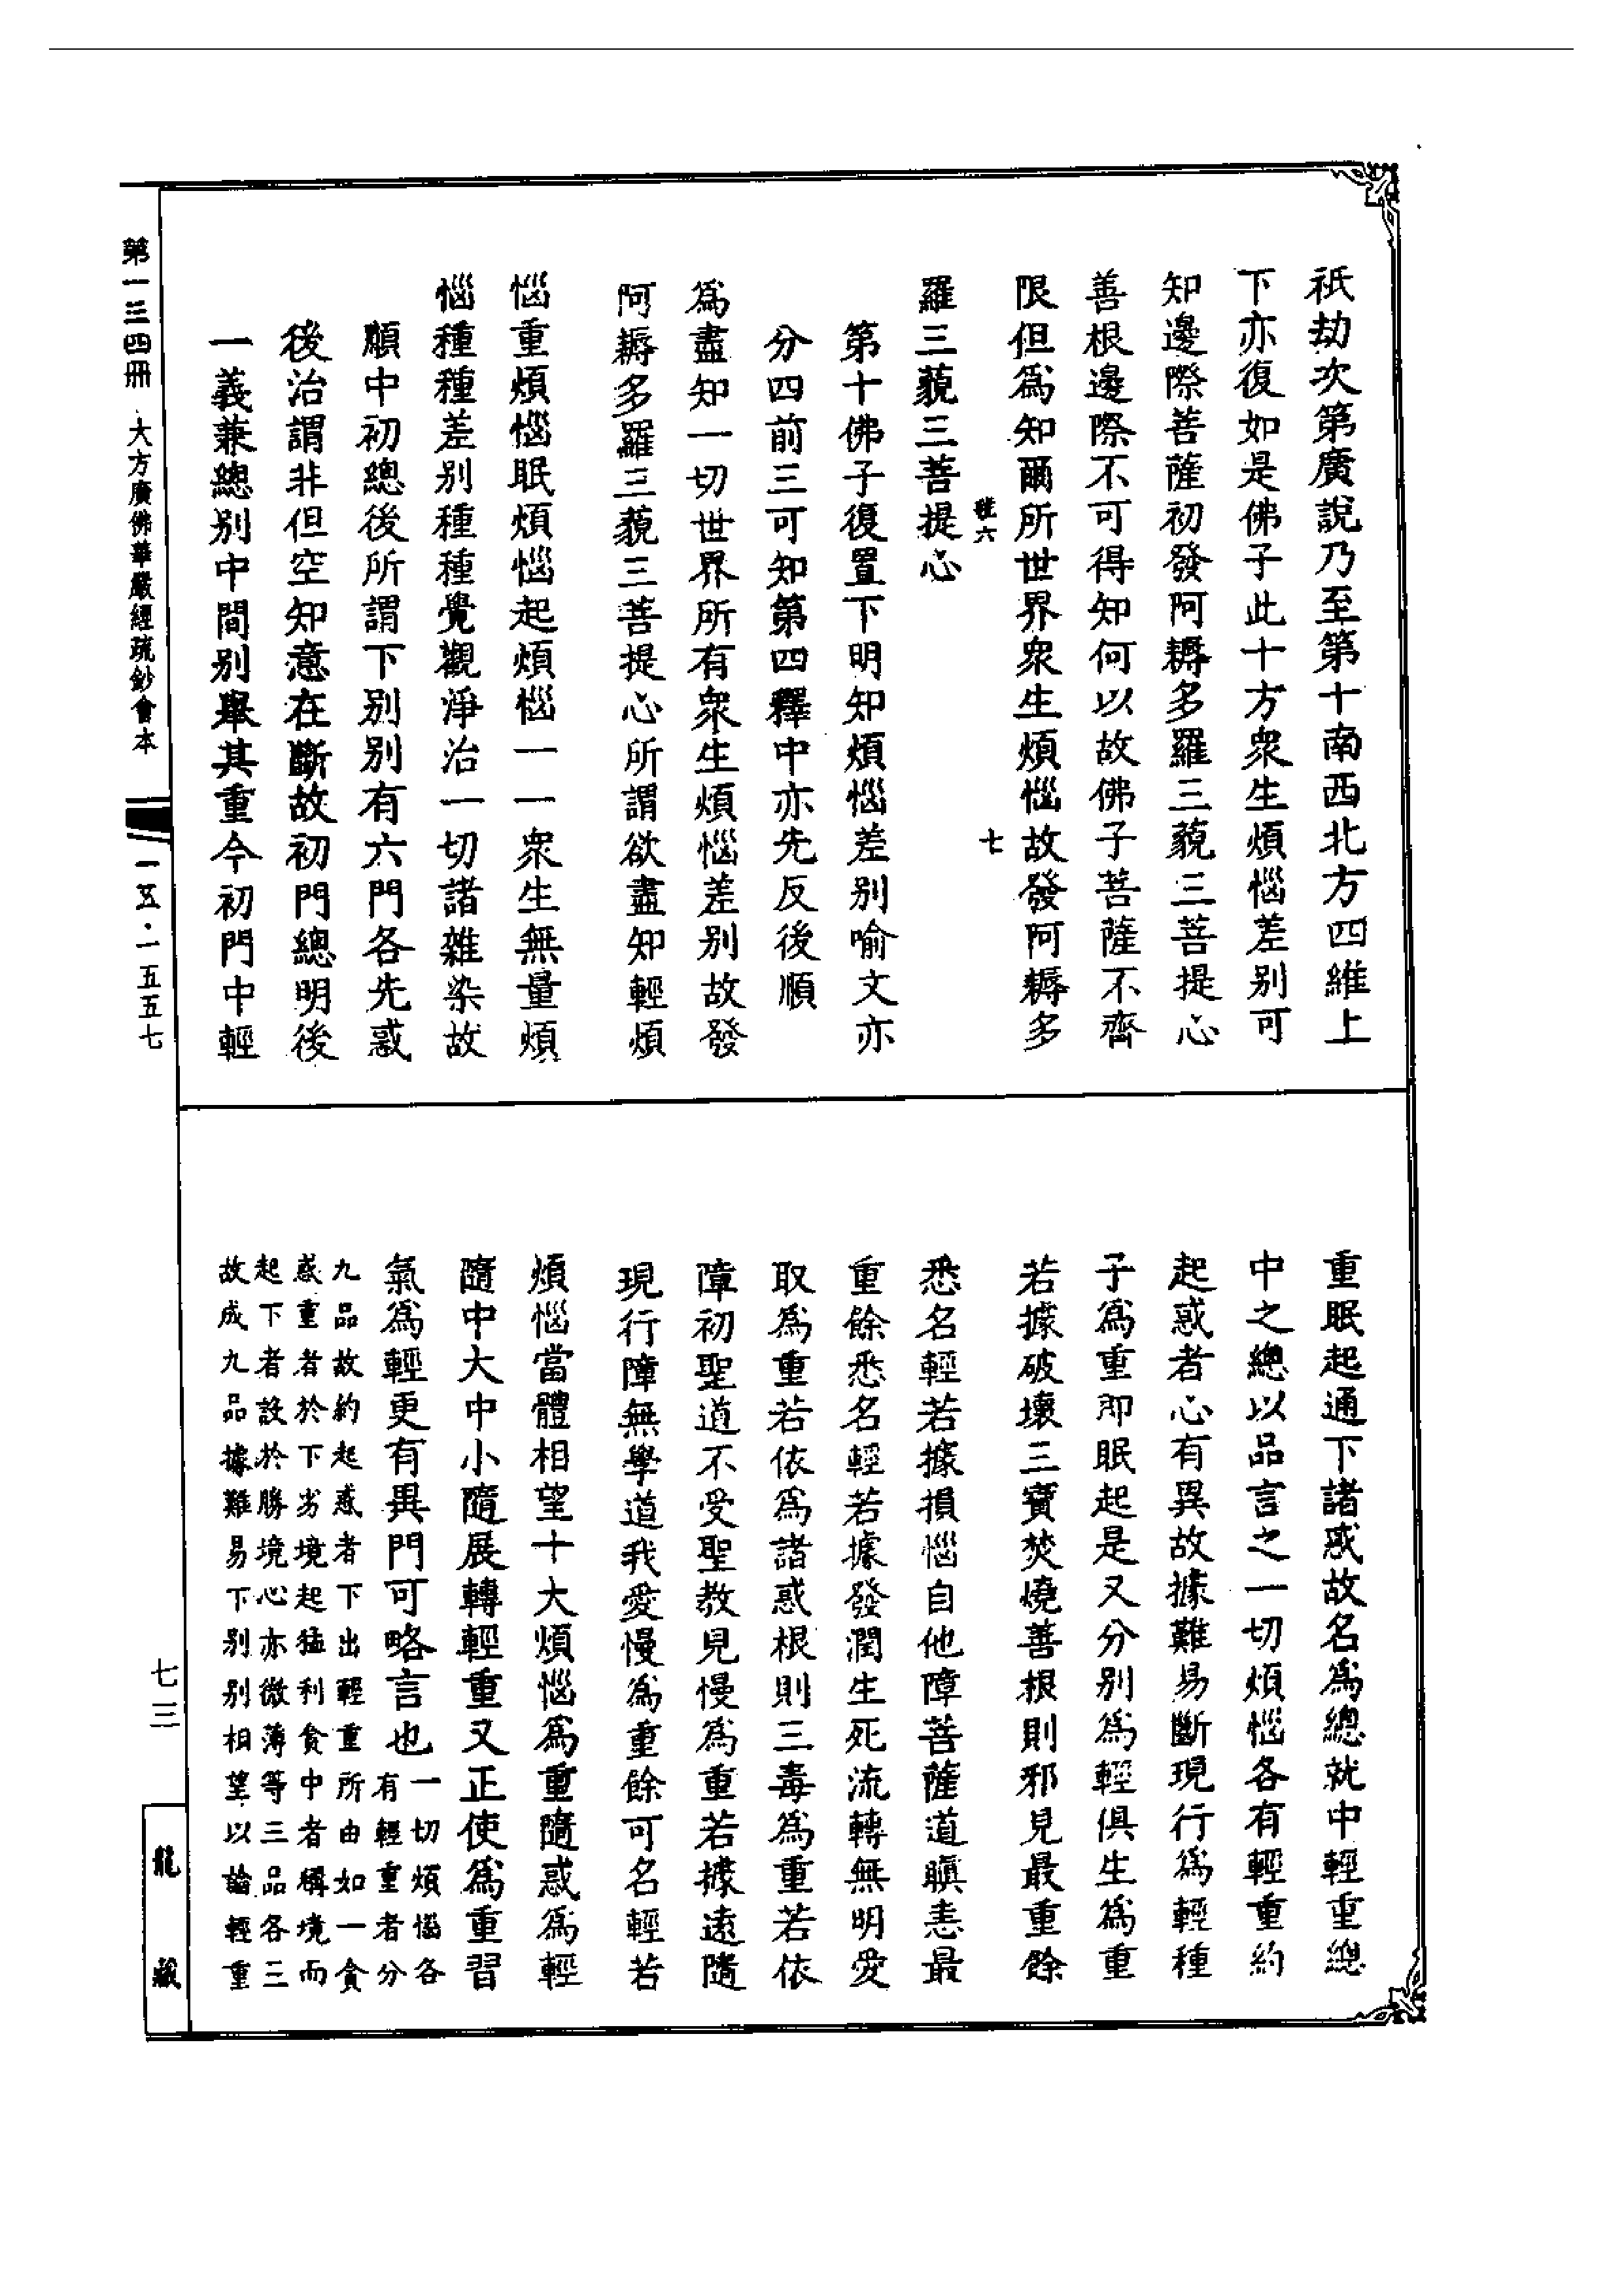 祇劫次第廣說乃至第十南西北方四維上
下亦復如是佛子此十方衆生煩惱差别可
知邊際菩薩初發阿耨多羅三藐三菩提心
善根邊際不可得知何以故佛子菩薩不齊
限但爲知爾所世界衆生煩惱故發阿耨多
六 七
羅三藐三菩提心
第十佛子復置下明知煩惱差别喻文亦
分四前三可知第四釋中亦先反後順
爲盡知一切世界所有衆生煩惱差别故發
阿耨多羅三藐三菩提心所謂欲盡知輕煩
惱重煩惱眠煩惱起煩惱一一衆生無量煩
惱種種差别種種覺觀淨治一切諸雜染故
順中初總後所謂下别别有六門各先惑
後治謂非但空知意在斷故初門總明後
一義兼總别中間别舉其重今初門中輕
重眠起通下諸惑故名爲總就中輕重總
中之總以品言之一切煩惱各有輕重約
起惑者心有異故據難易斷現行爲輕種
子爲重即眠起是又分别爲輕俱生爲重
若據破壞三寶焚燒善根則邪見最重餘
悉名輕若據損惱自他障菩薩道瞋恚最
重餘悉名輕若據發潤生死流轉無明愛
取爲重若依爲諸惑根則三毒爲重若依
障初聖道不受聖教見慢爲重若據遠隨
現行障無學道我愛慢爲重餘可名輕若
煩惱當體相望十大煩惱爲重隨惑爲輕
隨中大中小隨展轉輕重又正使爲重習
氣爲輕更有異門可略言也一切煩惱各
有輕重者分
九品故約起惑者下出輕重所由如一貪
惑重者於下劣境起猛利貪中者稱境而
起下者設於勝境心亦微薄等三品各三
故成九品據難易下别别相望以論輕重
第一三四冊 大方廣佛華嚴經疏鈔會本
一五·一五五七
七三
龍藏